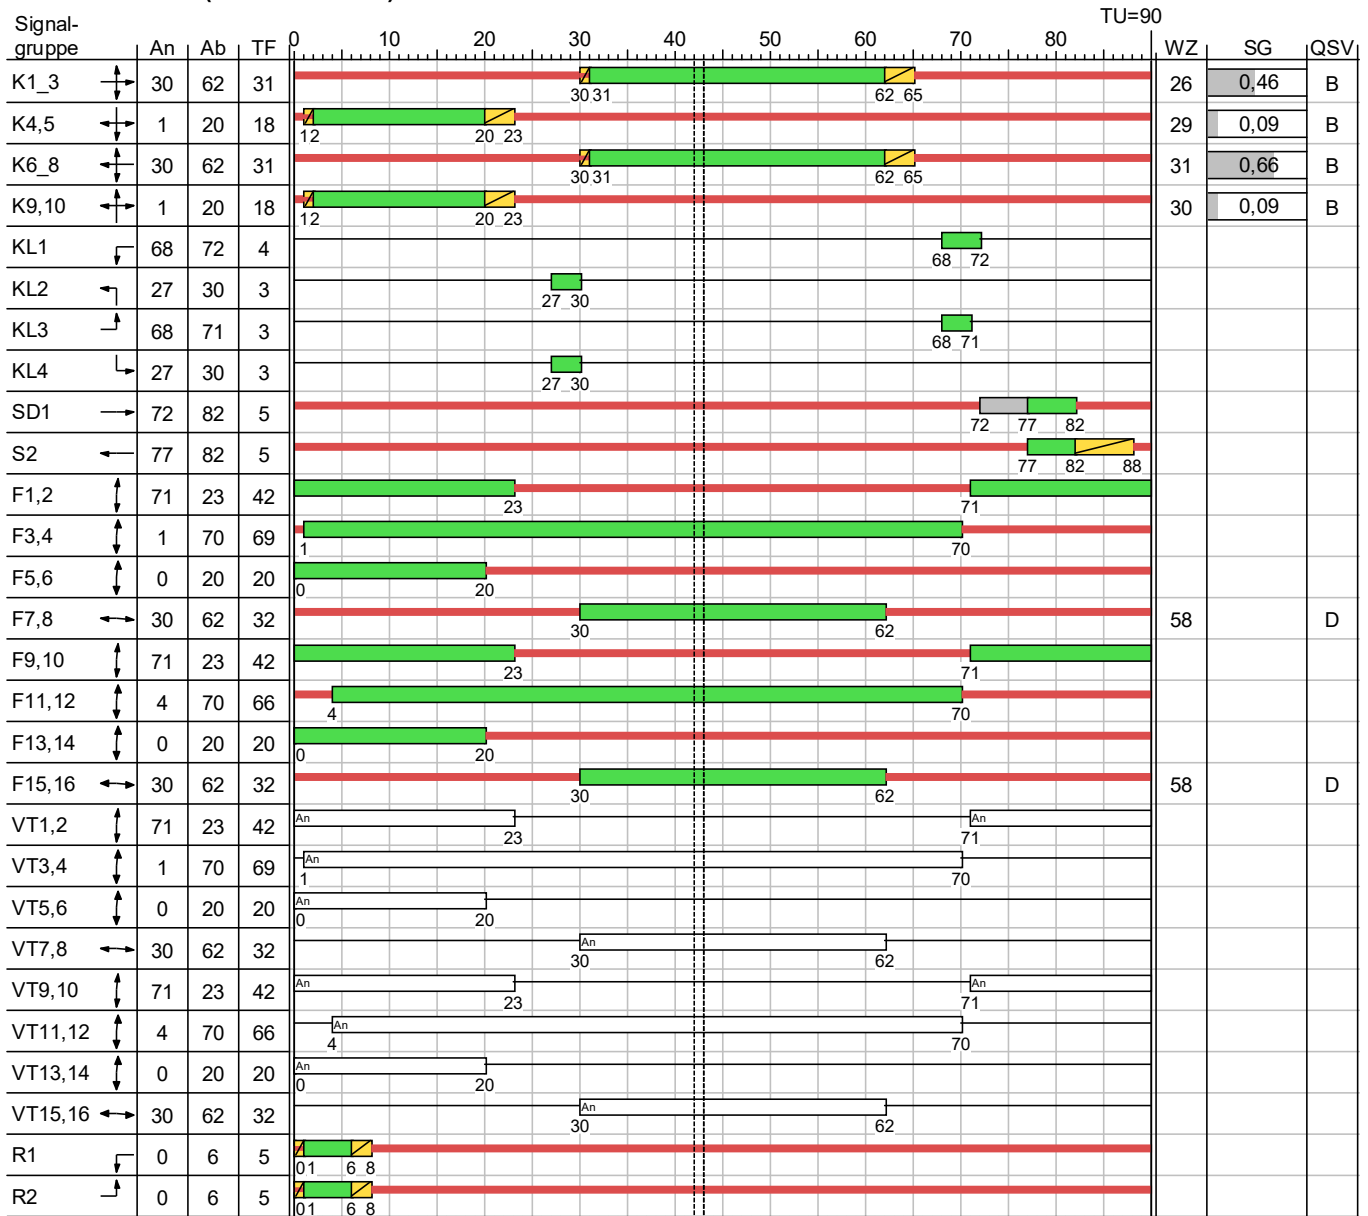 TU=90
Signal-
gruppe An Ab TF 0 10 20 30 40 50 60 70 80 WZ SG QSV
K1_3 30 62 31 26 0,46 B
30 31 62 65
K4,5 1 20 18 29 0,09 B
12 20 23
K6_8 30 62 31 31 0,66 B
30 31 62 65
K9,10 1 20 18 30 0,09 B
12 20 23
KL1 68 72 4
68 72
KL2 27 30 3
27 30
KL3 68 71 3
68 71
KL4 27 30 3
27 30
SD1 72 82 5
72 77 82
S2 77 82 5
77 82 88
F1,2 71 23 42
23 71
F3,4 1 70 69
1 70
F5,6 0 20 20
0 20
F7,8 30 62 32 58 D
30 62
F9,10 71 23 42
23 71
F11,12 4 70 66
4 70
F13,14 0 20 20
0 20
F15,16 30 62 32 58 D
30 62
VT1,2 71 23 42 An An
23 71
VT3,4 1 70 69 An
1 70
VT5,6 0 20 20 An
0 20
VT7,8 30 62 32 An
30 62
VT9,10 71 23 42 An An
23 71
VT11,12 4 70 66 An
4 70
VT13,14 0 20 20 An
0 20
VT15,16 30 62 32 An
30 62
R1 0 6 5
01 6 8
R2 0 6 5
01 6 8